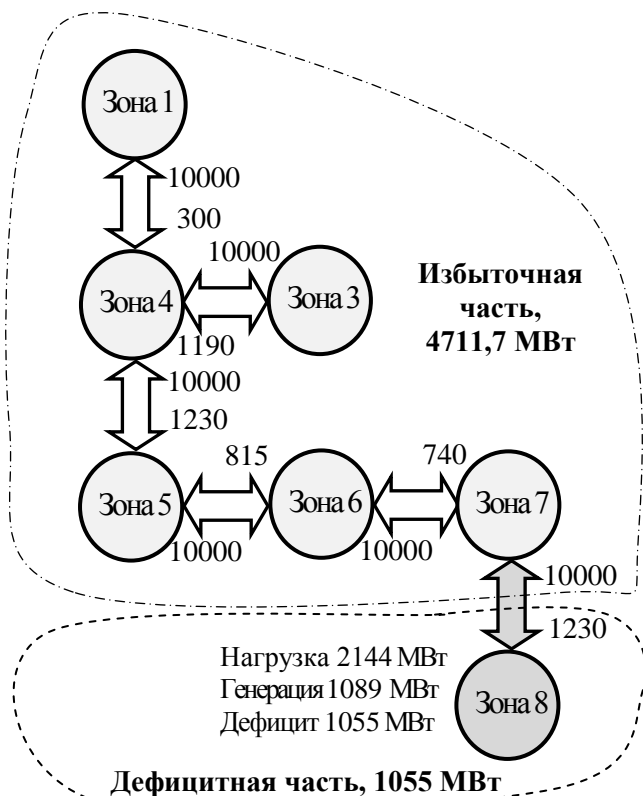 Зона 1
10000
300
10000
Зона 4
Зона 3
1190
Избыточная
часть,
4711,7 МВт
10000
1230
815
740
Зона 5
Зона 6
Зона 7
10000
10000
10000
1230
Нагрузка 2144 МВт
Генерация 1089 МВт
Дефицит 1055 МВт
Зона 8
Дефицитная часть, 1055 МВт